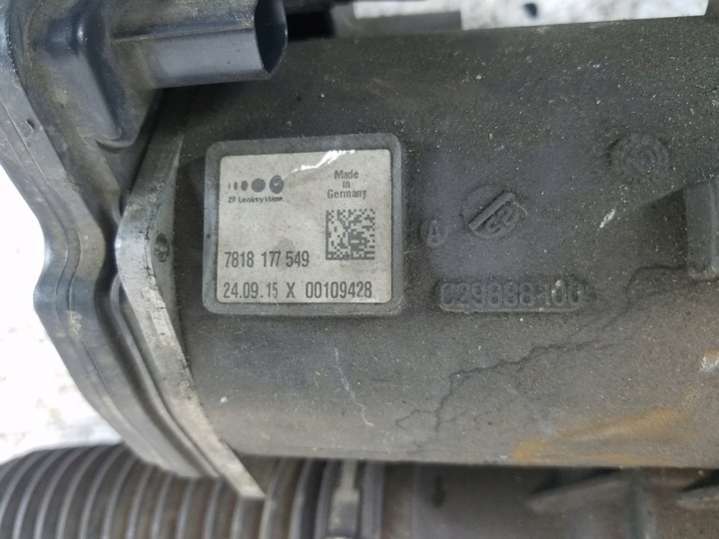 ZF Lenksysteme
Made
in
Germany
7818 177 549
24.09.15 X 00109428
A